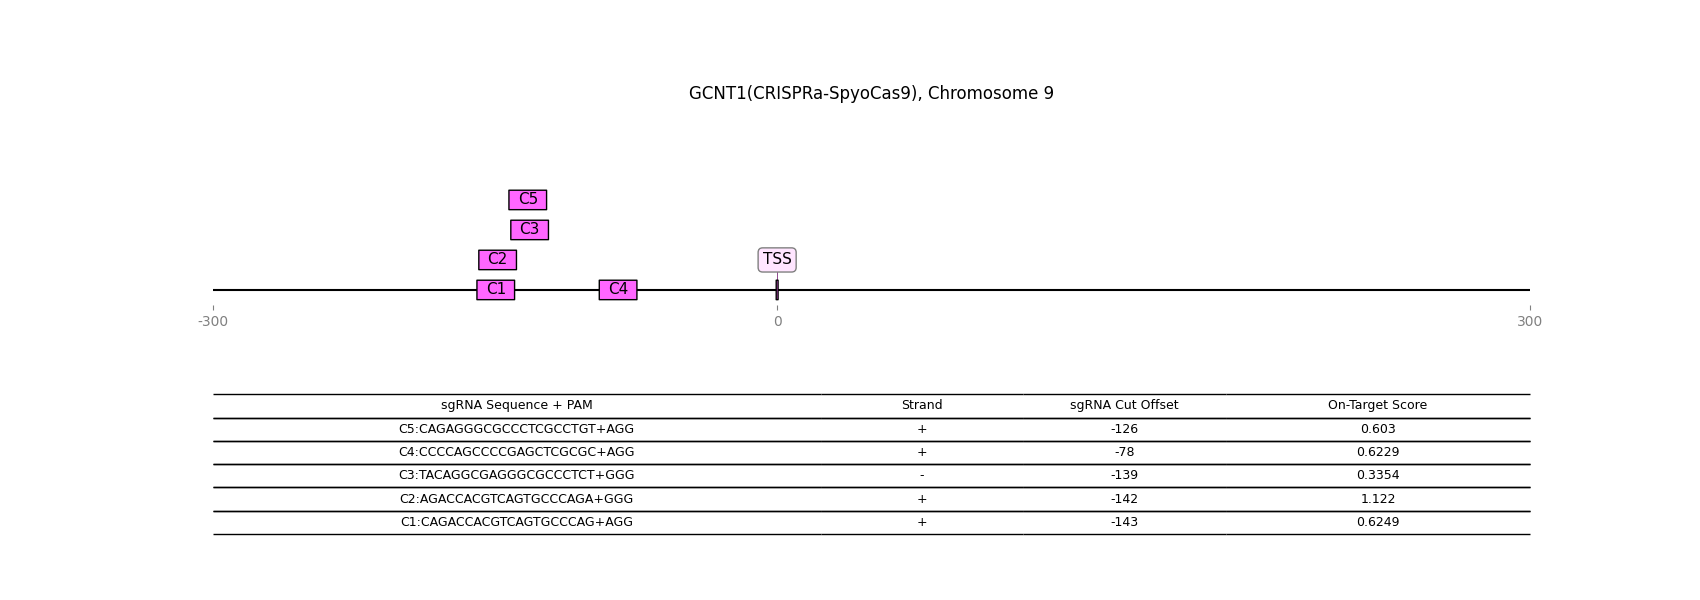 GCNT1(CRISPRa-SpyoCas9), Chromosome 9
C5
C3
C2
TSS
C1
C4
-300
0
300
sgRNA Sequence + PAM Strand sgRNA Cut Offset On-Target Score
C5:CAGAGGGCGCCCTCGCCTGT+AGG + -126 0.603
C4:CCCCAGCCCCGAGCTCGCGC+AGG + -78 0.6229
C3:TACAGGCGAGGGCGCCCTCT+GGG - -139 0.3354
C2:AGACCACGTCAGTGCCCAGA+GGG + -142 1.122
C1:CAGACCACGTCAGTGCCCAG+AGG + -143 0.6249